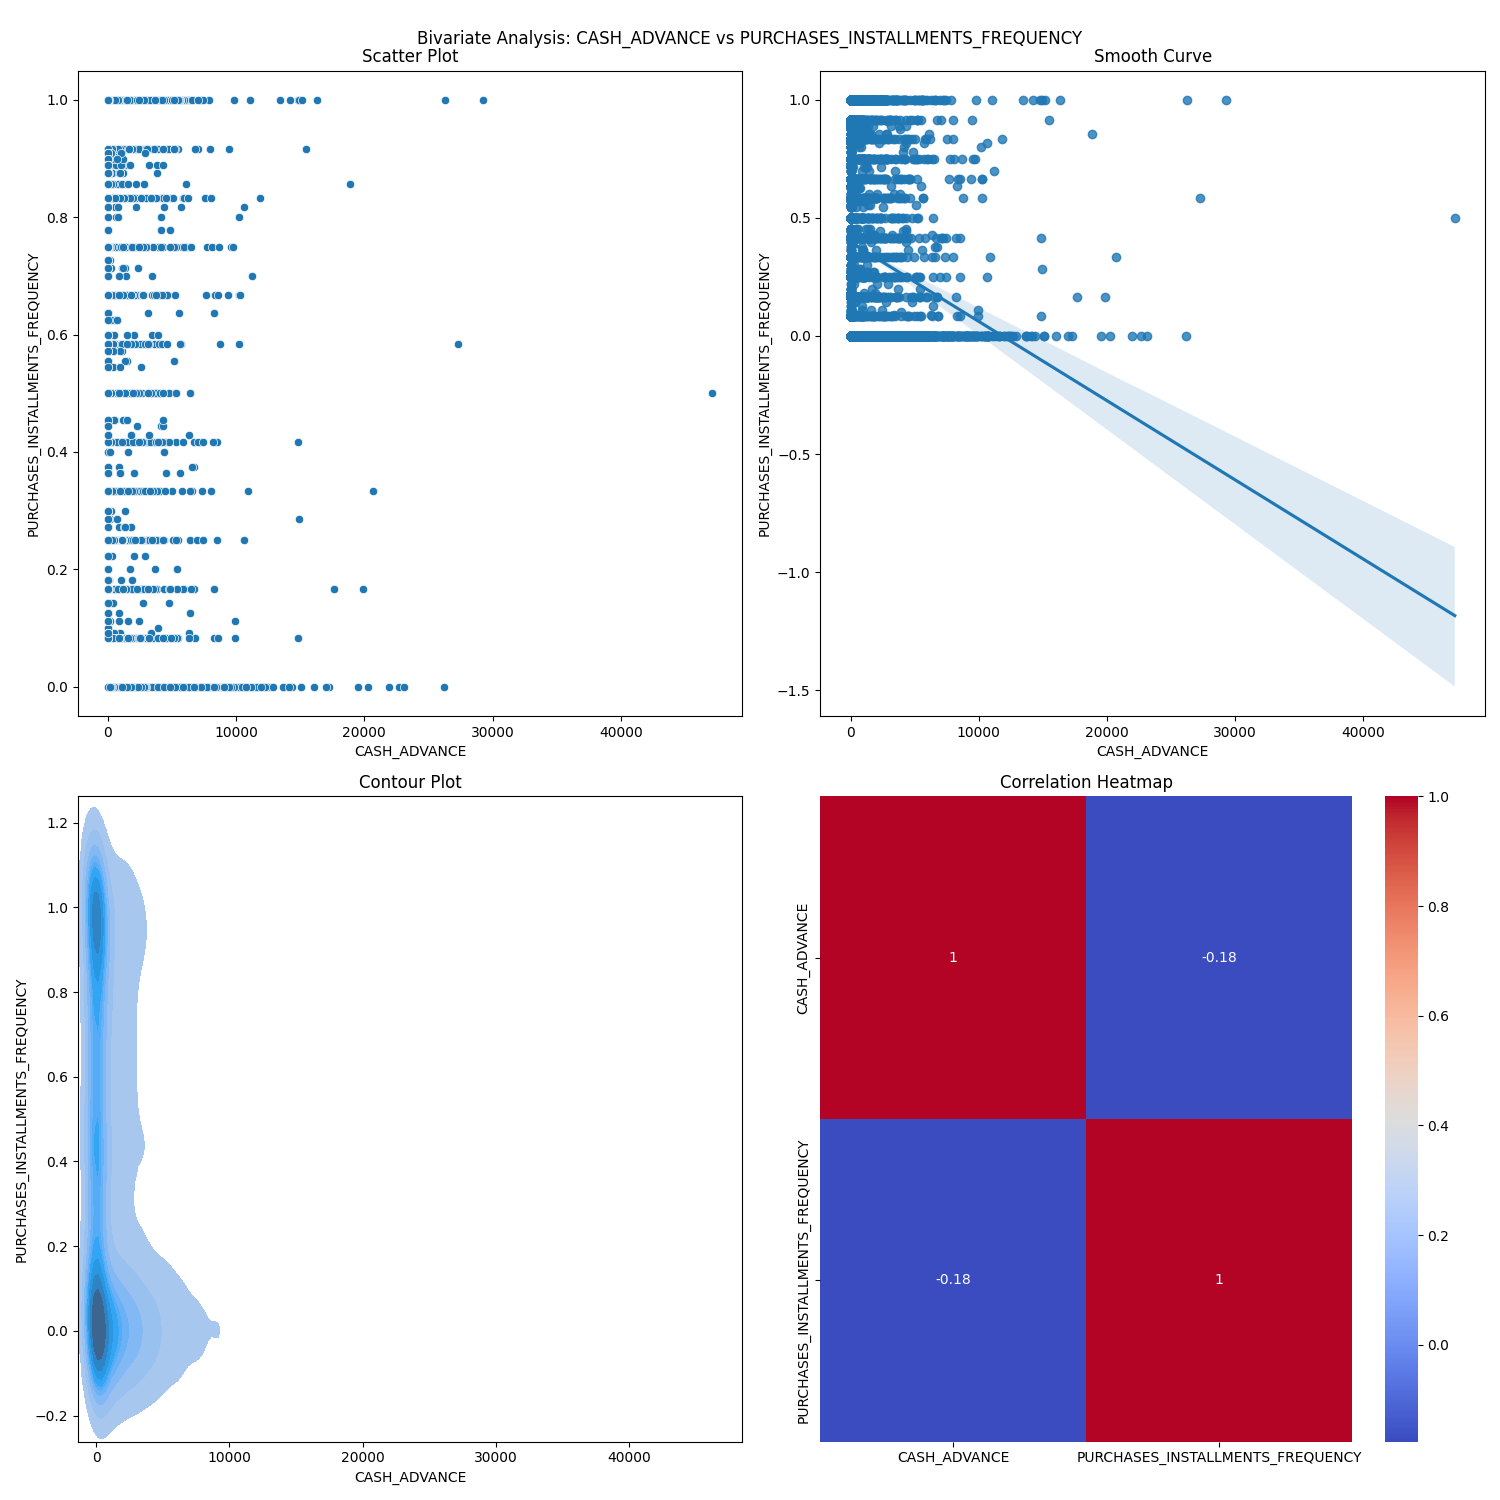 Bivariate Analysis: CASH_ADVANCE vs PURCHASES_INSTALLMENTS_FREQUENCY
Scatter Plot
1.0
0.8
0.6
0.4
0.2
0.0
PURCHASES_INSTALLMENTS_FREQUENCY
0 10000 20000 30000 40000
CASH_ADVANCE
Smooth Curve
1.0
0.5
0.0
−0.5
−1.0
−1.5
PURCHASES_INSTALLMENTS_FREQUENCY
0 10000 20000 30000 40000
CASH_ADVANCE
Contour Plot
1.2
1.0
0.8
0.6
0.4
0.2
0.0
−0.2
PURCHASES_INSTALLMENTS_FREQUENCY
0 10000 20000 30000 40000
CASH_ADVANCE
Correlation Heatmap
CASH_ADVANCE
PURCHASES_INSTALLMENTS_FREQUENCY
1 -0.18
-0.18 1
CASH_ADVANCE PURCHASES_INSTALLMENTS_FREQUENCY
1.0
0.8
0.6
0.4
0.2
0.0